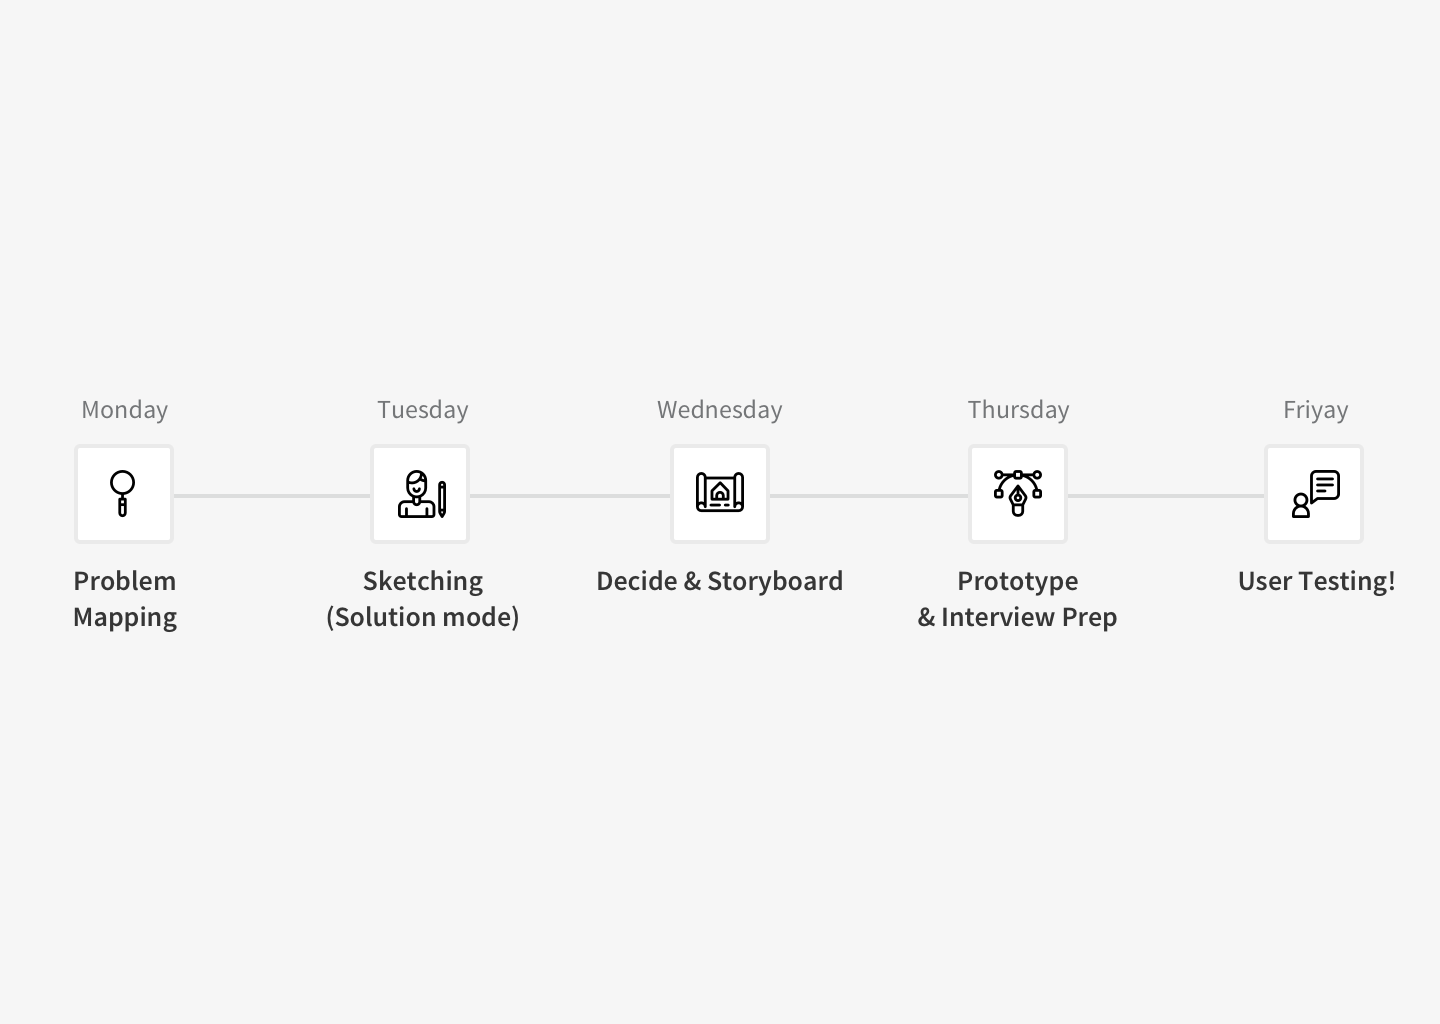 Monday
Tuesday
Wednesday
Thursday
Friyay
Problem
Mapping
Sketching
(Solution mode)
Decide & Storyboard
Prototype
& Interview Prep
User Testing!